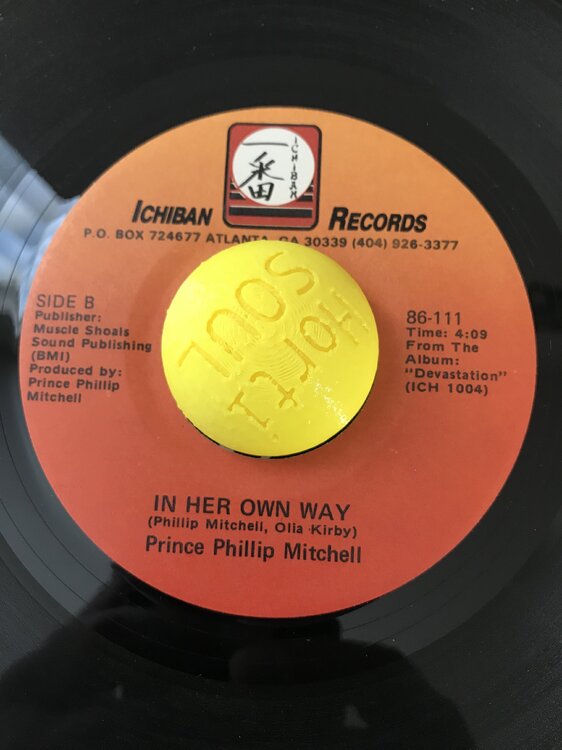 一番
ICHIBAN
ICHIBAN RECORDS
P.O. BOX 724677 ATLANTA, GA 30339 (404) 926-3377
SIDE B
Publisher:
Muscle Shoals
Sound Publishing
(BMI)
Produced by:
Prince Phillip
Mitchell
86-111
Time: 4:09
From The
Album:
"Devastation"
(ICH 1004)
SOUL
IN HER OWN WAY
(Phillip Mitchell, Olia Kirby)
Prince Phillip Mitchell